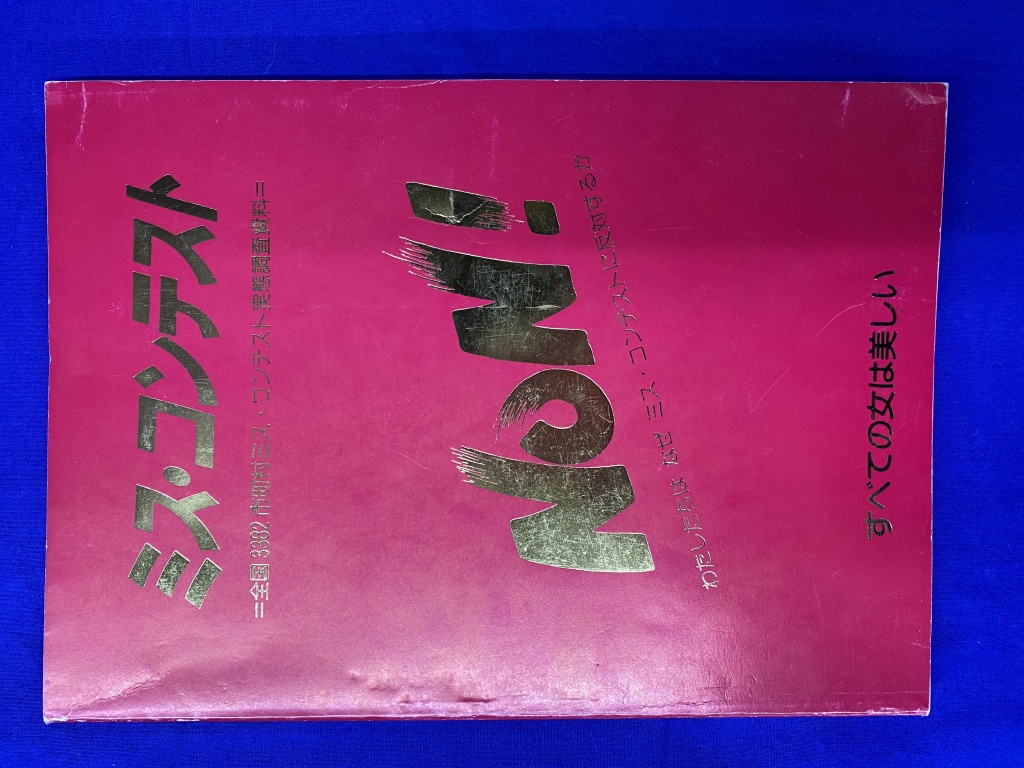 ミス・コンテスト
=全国3382市町村ミス・コンテスト実態調査資料=
NON!
わたしたちは なぜ ミス・コンテストに反対するか
すべての女は美しい